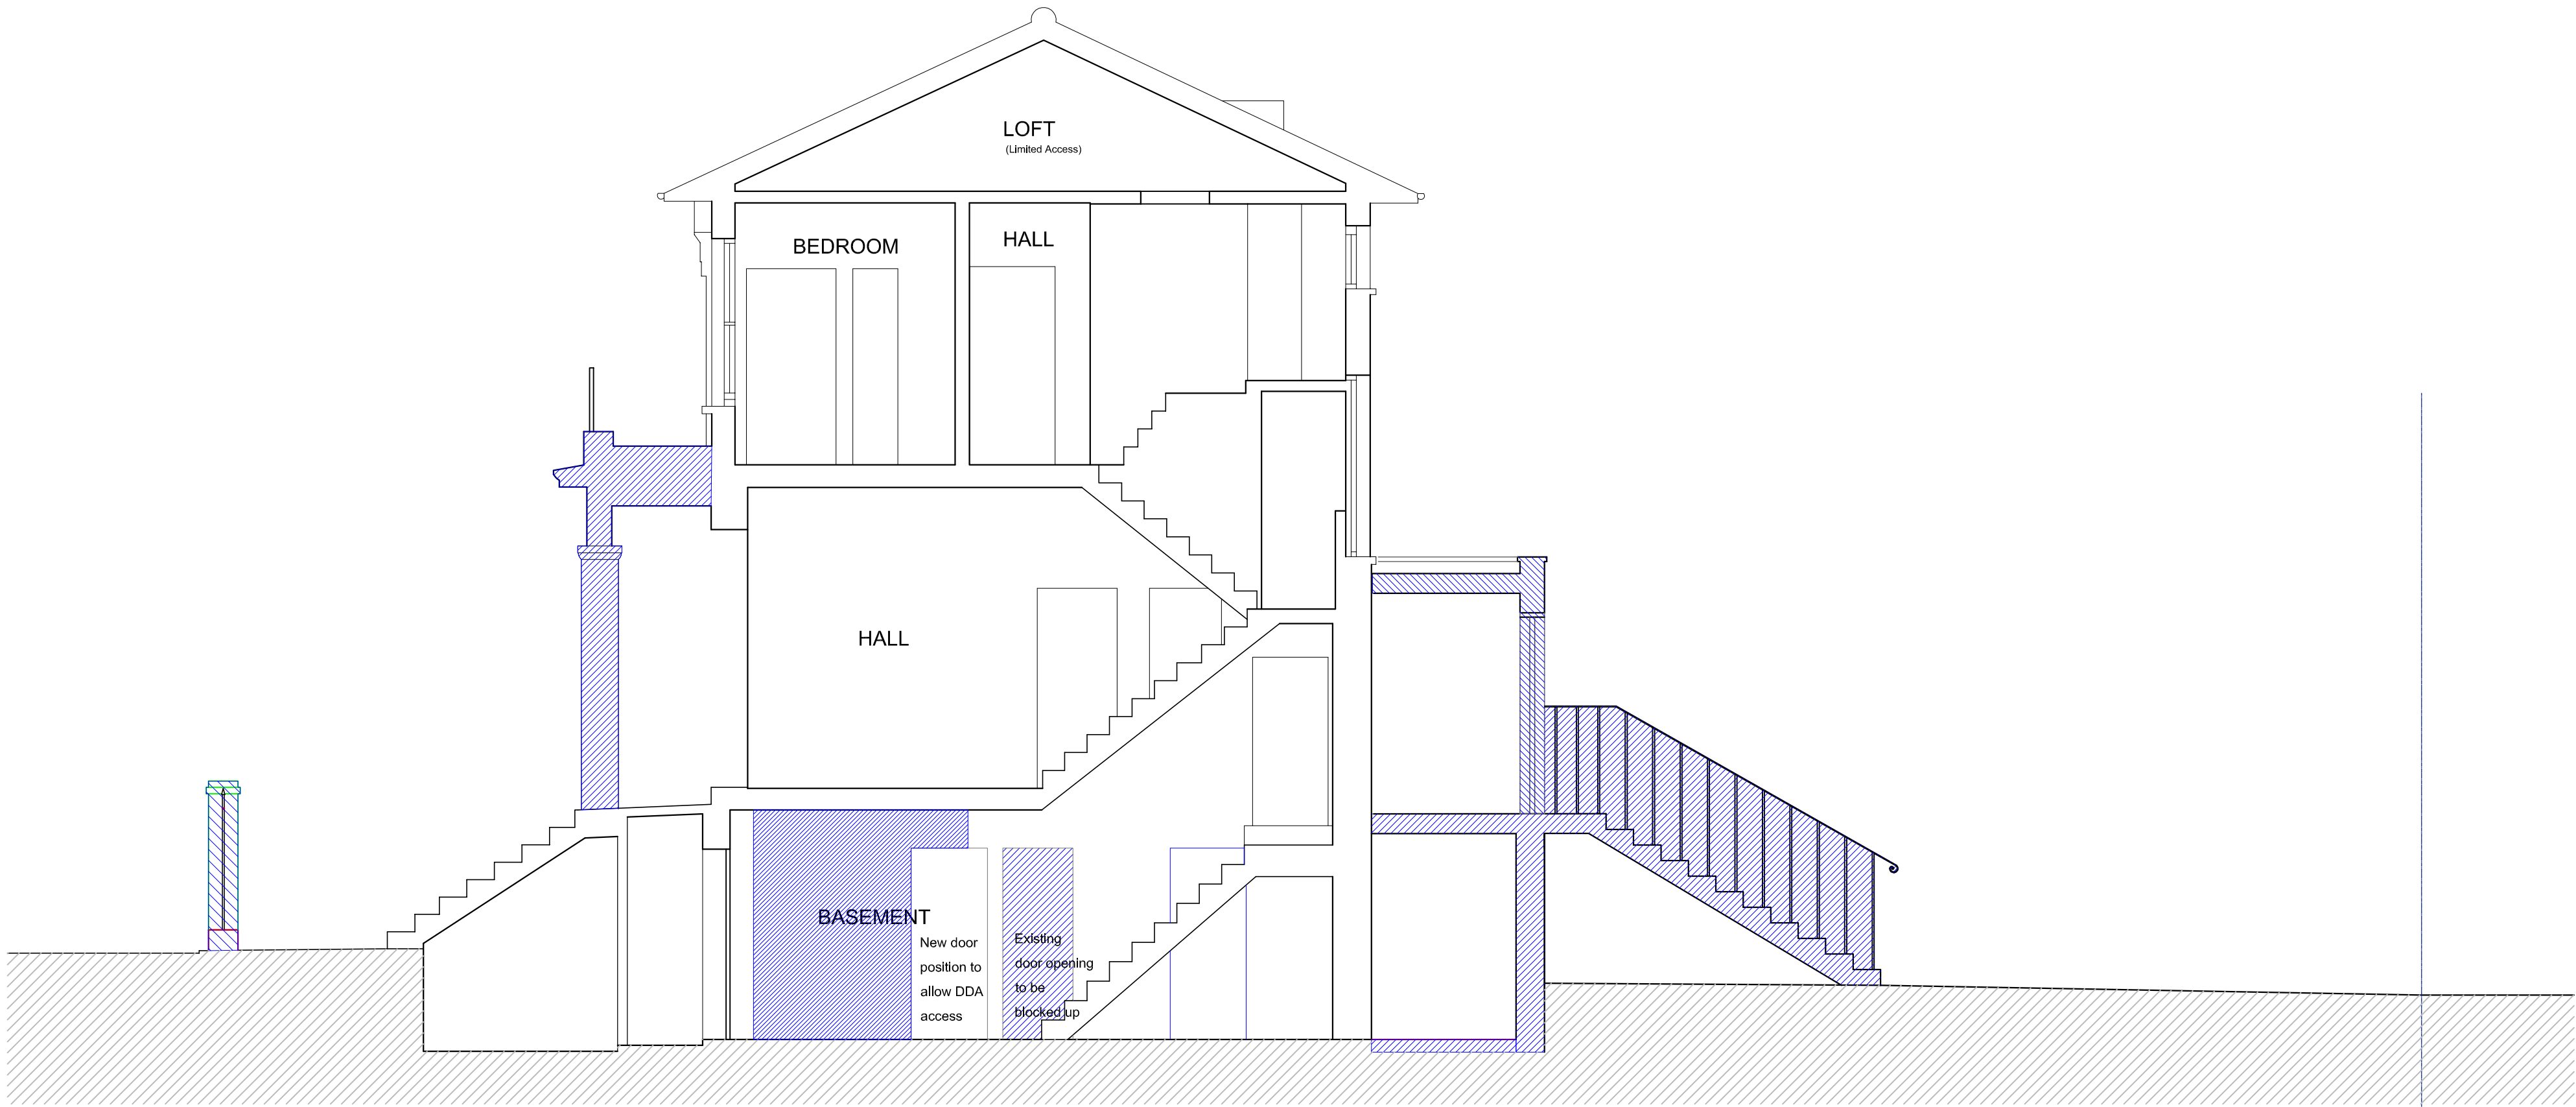 LOFT
(Limited Access)
BEDROOM
HALL
HALL
BASEMENT
New door
position to
allow DDA
access
Existing
door opening
to be
blocked up